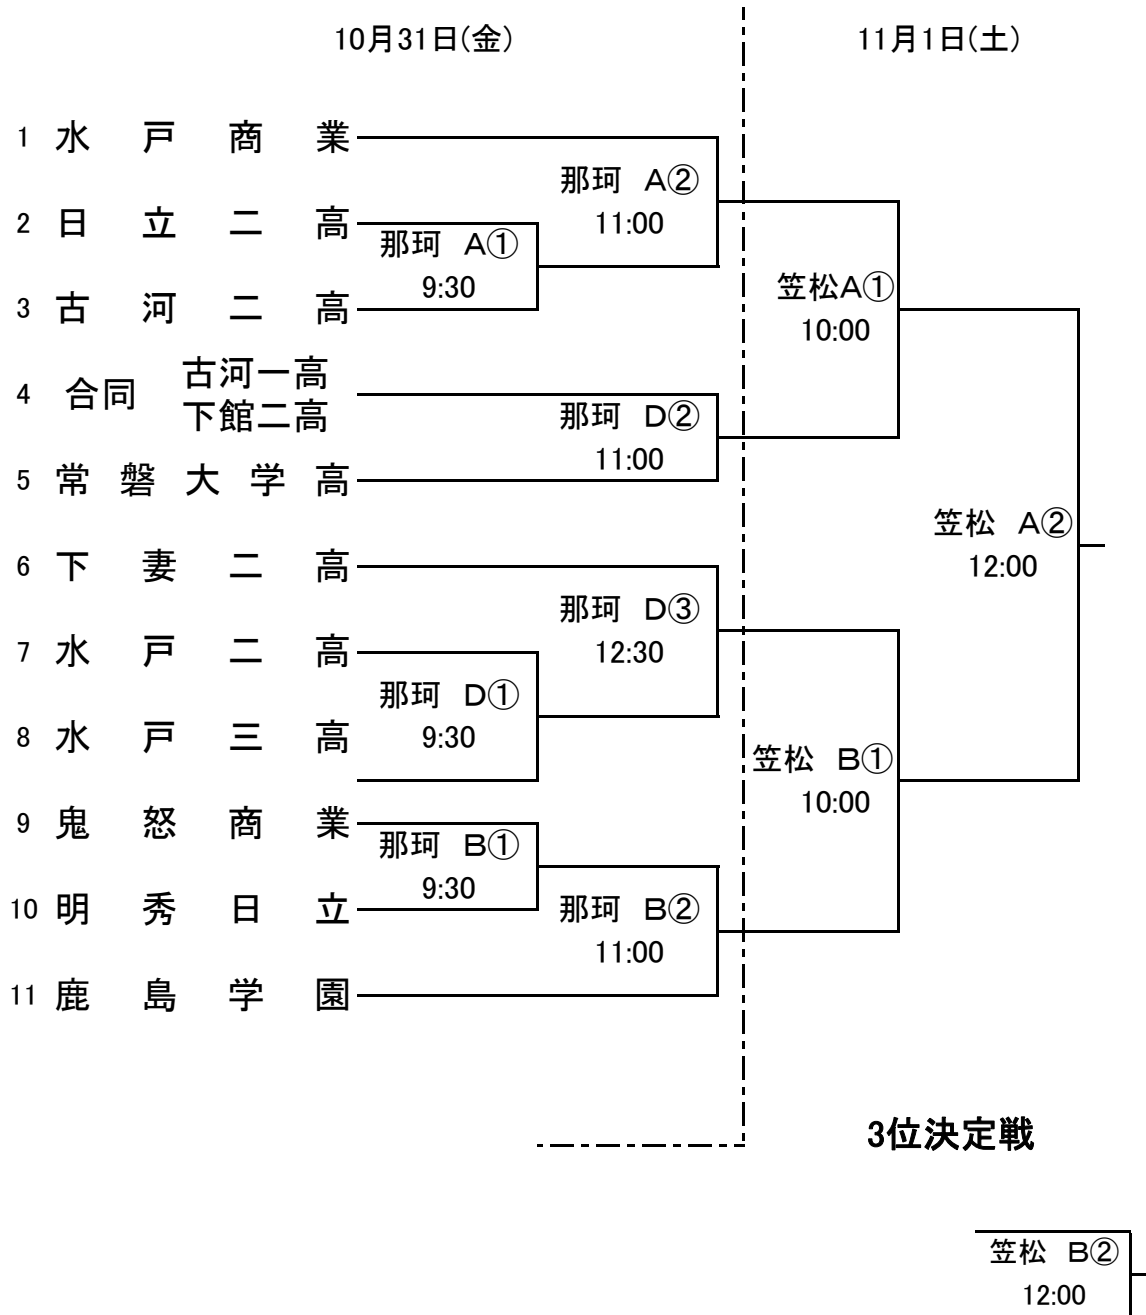 10月31日(金)
11月1日(土)
1 水戸商業
那珂 A②
11:00
2 日立二高
那珂 A①
9:30
3 古河二高
笠松A①
10:00
4 合同 古河一高
下館二高
那珂 D②
11:00
5 常磐大学高
笠松 A②
12:00
6 下妻二高
那珂 D③
12:30
7 水戸二高
那珂 D①
9:30
8 水戸三高
笠松 B①
10:00
9 鬼怒商業
那珂 B①
9:30
10 明秀日立
那珂 B②
11:00
11 鹿島学園
3位決定戦
笠松 B②
12:00